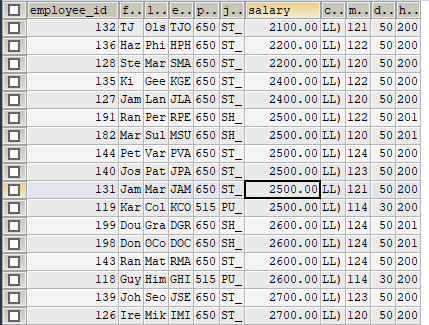 employee_id f.. l.. e.. p.. j.. salary c.. m.. d.. h..
132 TJ Ols TJO 650 ST_ 2100.00 LL) 121 50 200
136 Haz Phi HPH 650 ST_ 2200.00 LL) 122 50 200
128 Ste Mar SMA 650 ST_ 2200.00 LL) 120 50 200
135 Ki Gee KGE 650 ST_ 2400.00 LL) 122 50 200
127 Jam Lan JLA 650 ST_ 2400.00 LL) 120 50 200
191 Ran Per RPE 650 SH_ 2500.00 LL) 122 50 201
182 Mar Sul MSU 650 SH_ 2500.00 LL) 120 50 200
144 Pet Var PVA 650 ST_ 2500.00 LL) 124 50 200
140 Jos Pat JPA 650 ST_ 2500.00 LL) 123 50 200
131 Jam Mar JAM 650 ST_ 2500.00 LL) 121 50 200
119 Kar Col KCO 515 PU_ 2500.00 LL) 114 30 200
199 Dou Gra DGR 650 SH_ 2600.00 LL) 124 50 201
198 Don OCo DOC 650 SH_ 2600.00 LL) 124 50 201
143 Ran Mat RMA 650 ST_ 2600.00 LL) 124 50 200
118 Guy Him GHI 515 PU_ 2600.00 LL) 114 30 200
139 Joh Seo JSE 650 ST_ 2700.00 LL) 123 50 200
126 Ire Mik IMI 650 ST_ 2700.00 LL) 120 50 200